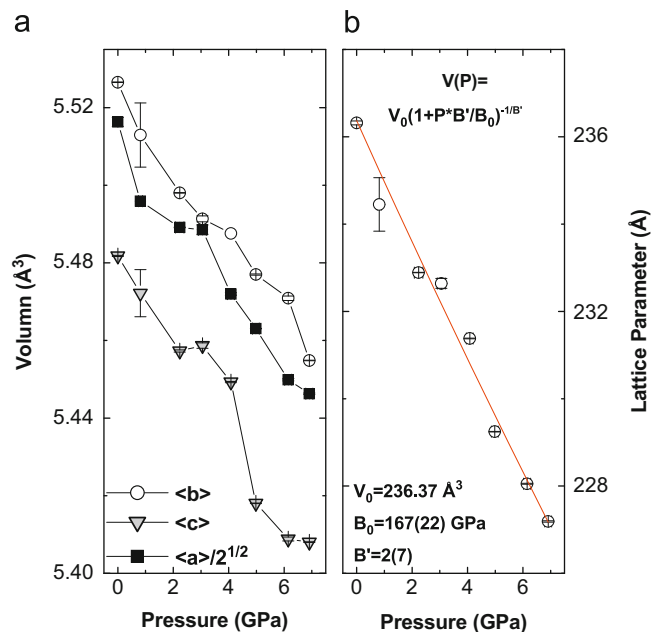 a
b
5.52
5.48
5.44
5.40
Volumn (Å³)
<b>
<c>
<a>/2^1/2
0 2 4 6
Pressure (GPa)
V(P)=
V₀(1+P*B'/B₀)^-1/B'
V₀=236.37 Å³
B₀=167(22) GPa
B'=2(7)
236
232
228
Lattice Parameter (Å)
0 2 4 6
Pressure (GPa)